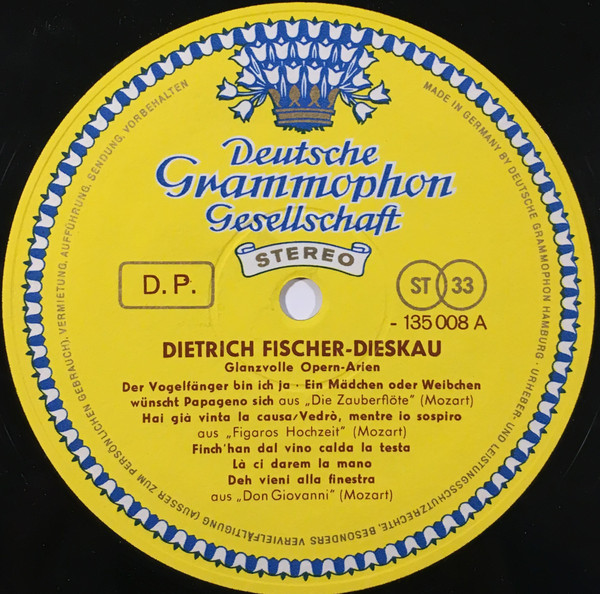 Deutsche
Grammophon
Gesellschaft
STEREO
D. P.
ST 33
- 135 008 A
DIETRICH FISCHER-DIESKAU
Glanzvolle Opern-Arien
Der Vogelfänger bin ich ja · Ein Mädchen oder Weibchen
wünscht Papageno sich aus „Die Zauberflöte" (Mozart)
Hai già vinta la causa/Vedrò, mentre io sospiro
aus „Figaros Hochzeit" (Mozart)
Finch'han dal vino calda la testa
Là ci darem la mano
Deh vieni alla finestra
aus „Don Giovanni" (Mozart)
MADE IN GERMANY BY DEUTSCHE GRAMMOPHON HAMBURG · URHEBER- UND LEISTUNGSSCHUTZRECHTE, BESONDERS VERVIELFÄLTIGUNG (AUSSER ZUM PERSÖNLICHEN GEBRAUCH), VERMIETUNG, AUFFÜHRUNG, SENDUNG, VORBEHALTEN